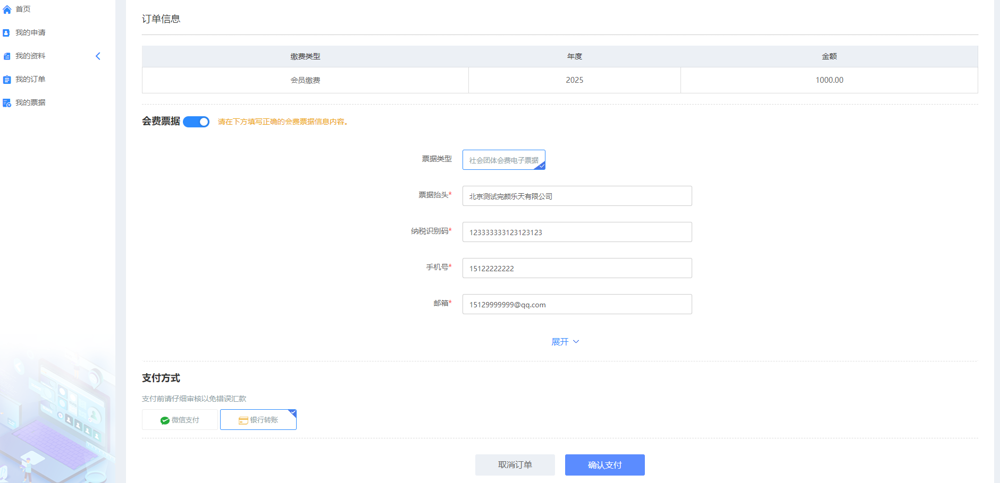 首页
我的申请
我的资料
我的订单
我的票据
订单信息
缴费类型 年度 金额
会员缴费 2025 1000.00
会费票据 请在下方填写正确的会费票据信息内容。
票据类型 社会团体会费电子票据
票据抬头* 北京测试完颜乐天有限公司
纳税识别码* 123333333123123123
手机号* 15122222222
邮箱* 15129999999@qq.com
展开
支付方式
支付前请仔细审核以免错误汇款
微信支付 银行转账
取消订单 确认支付